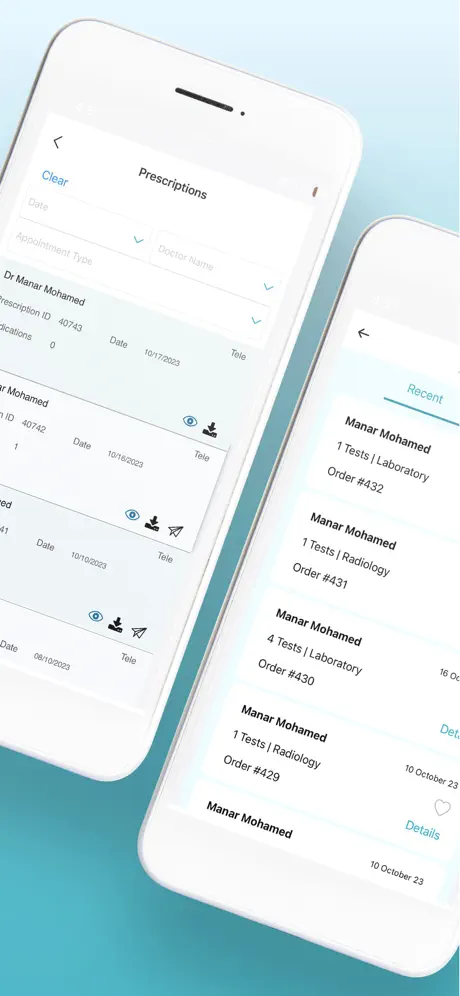 Prescriptions
Clear
Date
Doctor Name
Appointment Type
Dr Manar Mohamed
Prescription ID 40743 Date 10/17/2023 Tele
dications 0
ar Mohamed
n ID 40742 Date 10/16/2023 Tele
1
ed
41 Date 10/10/2023 Tele
Date 08/10/2023 Tele
Recent
Manar Mohamed
1 Tests | Laboratory
Order #432
Manar Mohamed
1 Tests | Radiology
Order #431
Manar Mohamed
4 Tests | Laboratory
16 Oc
Order #430
Deta
Manar Mohamed
1 Tests | Radiology
10 October 23
Order #429
Details
Manar Mohamed
10 October 23